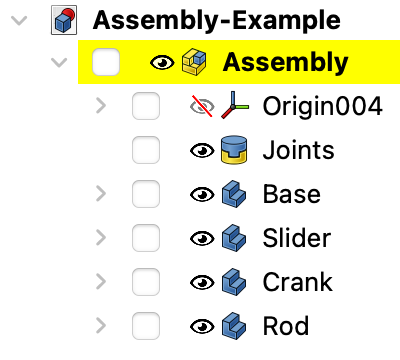 Assembly-Example
Assembly
Origin004
Joints
Base
Slider
Crank
Rod